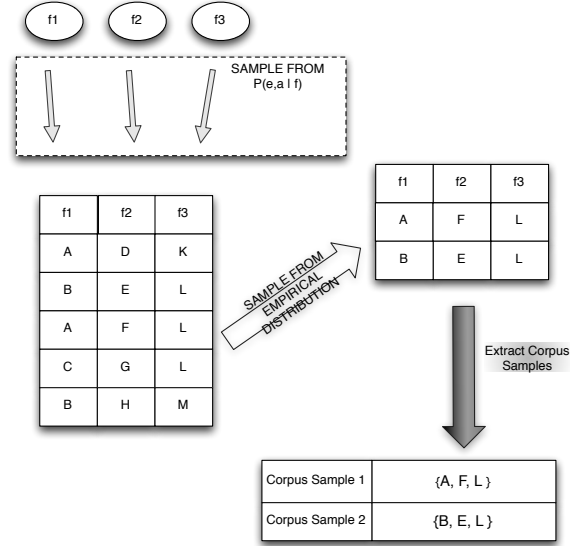 f1 f2 f3
SAMPLE FROM
P(e,a | f)
f1 f2 f3
A D K
B E L
A F L
C G L
B H M
SAMPLE FROM
EMPIRICAL
DISTRIBUTION
f1 f2 f3
A F L
B E L
Extract Corpus
Samples
Corpus Sample 1 {A, F, L }
Corpus Sample 2 {B, E, L }